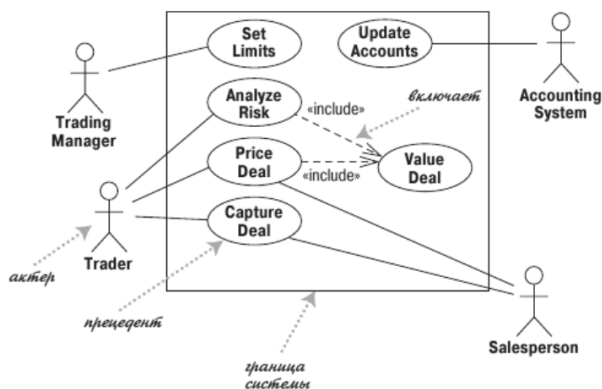 Set
Limits
Update
Accounts
Trading
Manager
Analyze
Risk
«include»
включает
Accounting
System
Price
Deal
«include»
Value
Deal
Capture
Deal
Trader
актер
прецедент
граница
системы
Salesperson